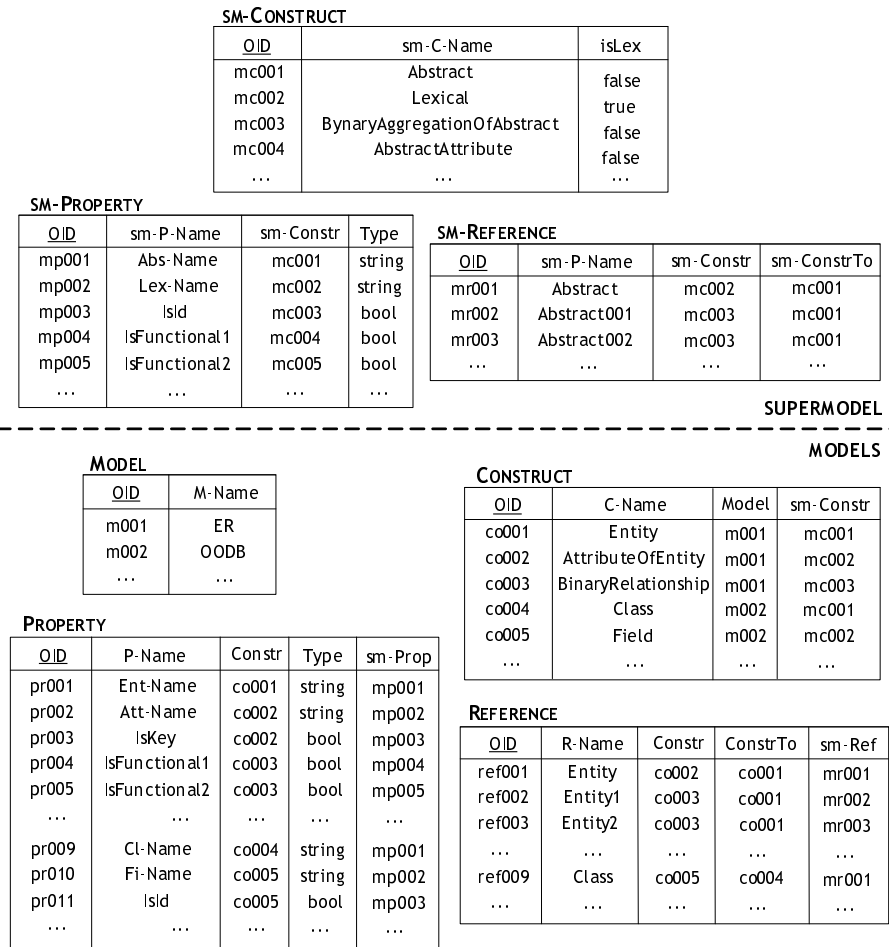 SM-CONSTRUCT
OID sm-C-Name isLex
mc001 Abstract false
mc002 Lexical true
mc003 BynaryAggregationOfAbstract false
mc004 AbstractAttribute false
... ... ...
SM-PROPERTY
OID sm-P-Name sm-Constr Type
mp001 Abs-Name mc001 string
mp002 Lex-Name mc002 string
mp003 IsId mc003 bool
mp004 IsFunctional1 mc004 bool
mp005 IsFunctional2 mc005 bool
... ... ... ...
SM-REFERENCE
OID sm-P-Name sm-Constr sm-ConstrTo
mr001 Abstract mc002 mc001
mr002 Abstract001 mc003 mc001
mr003 Abstract002 mc003 mc001
... ... ... ...
SUPERMODEL
MODELS
MODEL
OID M-Name
m001 ER
m002 OODB
... ...
CONSTRUCT
OID C-Name Model sm-Constr
co001 Entity m001 mc001
co002 AttributeOfEntity m001 mc002
co003 BinaryRelationship m001 mc003
co004 Class m002 mc001
co005 Field m002 mc002
... ... ... ...
PROPERTY
OID P-Name Constr Type sm-Prop
pr001 Ent-Name co001 string mp001
pr002 Att-Name co002 string mp002
pr003 IsKey co002 bool mp003
pr004 IsFunctional1 co003 bool mp004
pr005 IsFunctional2 co003 bool mp005
... ... ... ... ...
pr009 Cl-Name co004 string mp001
pr010 Fi-Name co005 string mp002
pr011 IsId co005 bool mp003
... ... ... ... ...
REFERENCE
OID R-Name Constr ConstrTo sm-Ref
ref001 Entity co002 co001 mr001
ref002 Entity1 co003 co001 mr002
ref003 Entity2 co003 co001 mr003
... ... ... ... ...
ref009 Class co005 co004 mr001
... ... ... ... ...